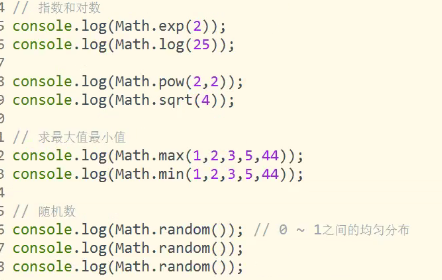 4 // 指数和对数
5 console.log(Math.exp(2));
6 console.log(Math.log(25));
7
8 console.log(Math.pow(2,2));
9 console.log(Math.sqrt(4));
0
1 // 求最大值最小值
2 console.log(Math.max(1,2,3,5,44));
3 console.log(Math.min(1,2,3,5,44));
4
5 // 随机数
6 console.log(Math.random()); // 0 ~ 1之间的均匀分布
7 console.log(Math.random());
8 console.log(Math.random());